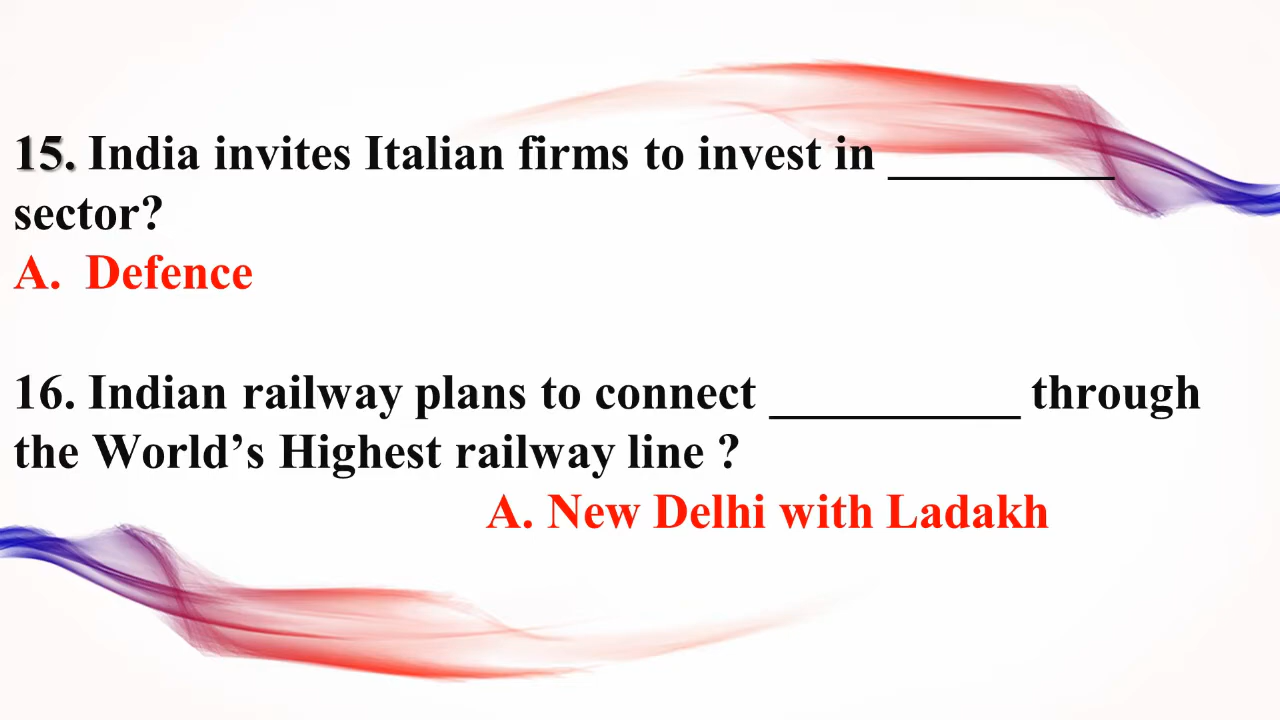 15. India invites Italian firms to invest in _________
sector?
A. Defence
16. Indian railway plans to connect __________ through
the World’s Highest railway line ?
A. New Delhi with Ladakh